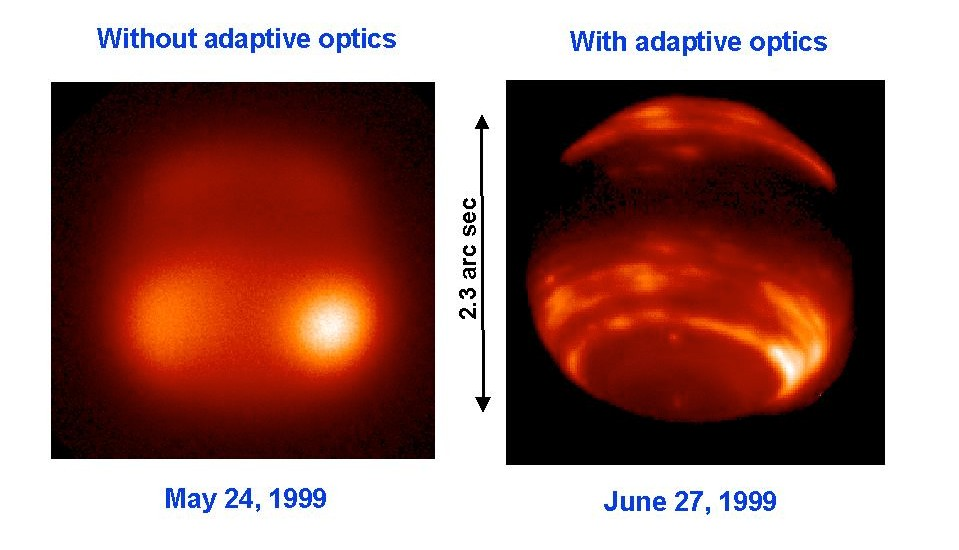 Without adaptive optics
With adaptive optics
2.3 arc sec
May 24, 1999
June 27, 1999